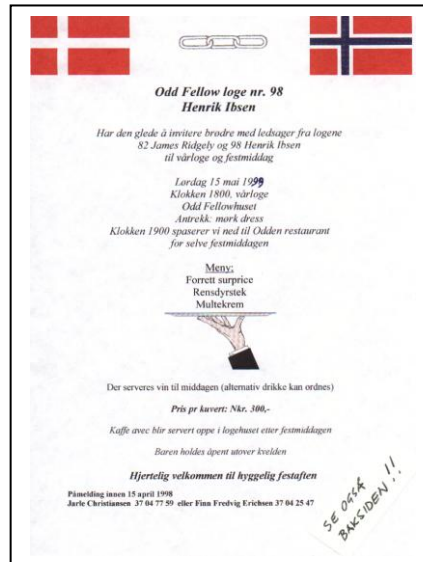 Odd Fellow loge nr. 98
Henrik Ibsen
Har den glede å invitere brødre med ledsager fra logene
82 James Ridgely og 98 Henrik Ibsen
til vårloge og festmiddag
Lørdag 15 mai 1999
Klokken 1800, vårloge
Odd Fellowhuset
Antrekk: mørk dress
Klokken 1900 spaserer vi ned til Odden restaurant
for selve festmiddagen
Meny:
Forrett surprice
Rensdyrstek
Multekrem
Der serveres vin til middagen (alternativ drikke kan ordnes)
Pris pr kuvert: Nkr. 300,-
Kaffe avec blir servert oppe i logehuset etter festmiddagen
Baren holdes åpent utover kvelden
Hjertelig velkommen til hyggelig festaften
Påmelding innen 15 april 1998
Jarle Christiansen 37 04 77 59 eller Finn Fredvig Erichsen 37 04 25 47
SE OGSÅ !!
BAKSIDEN!!